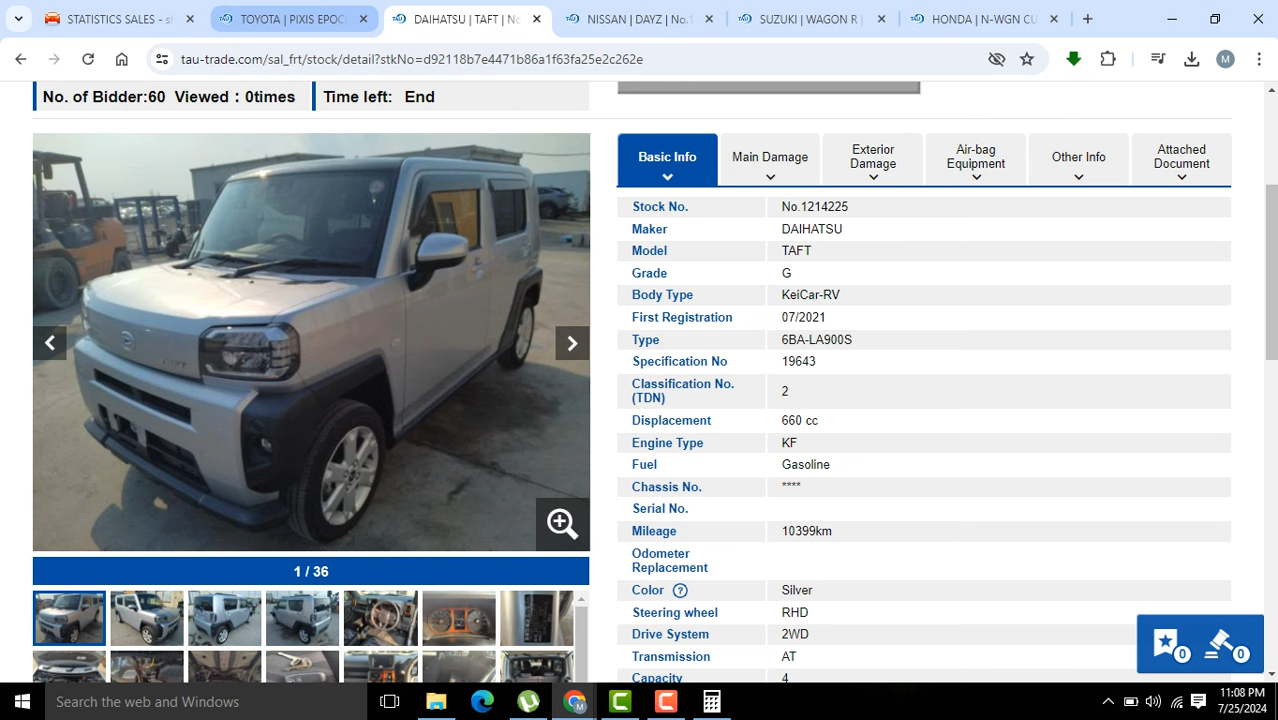 STATISTICS SALES - sh
TOYOTA | PIXIS EPOC
DAIHATSU | TAFT | No
NISSAN | DAYZ | No.1
SUZUKI | WAGON R |
HONDA | N-WGN CU
tau-trade.com/sal_frt/stock/detail?stkNo=d92118b7e4471b86a1f63fa25e2c262e
M
No. of Bidder:60 Viewed：0times
Time left: End
Basic Info
Main Damage
Exterior Damage
Air-bag Equipment
Other Info
Attached Document
Stock No. No.1214225
Maker DAIHATSU
Model TAFT
Grade G
Body Type KeiCar-RV
First Registration 07/2021
Type 6BA-LA900S
Specification No 19643
Classification No. (TDN) 2
Displacement 660 cc
Engine Type KF
Fuel Gasoline
Chassis No. ****
Serial No.
Mileage 10399km
Odometer Replacement
Color ? Silver
Steering wheel RHD
Drive System 2WD
Transmission AT
Capacity 4
1 / 36
0 0
Search the web and Windows
11:08 PM
7/25/2024